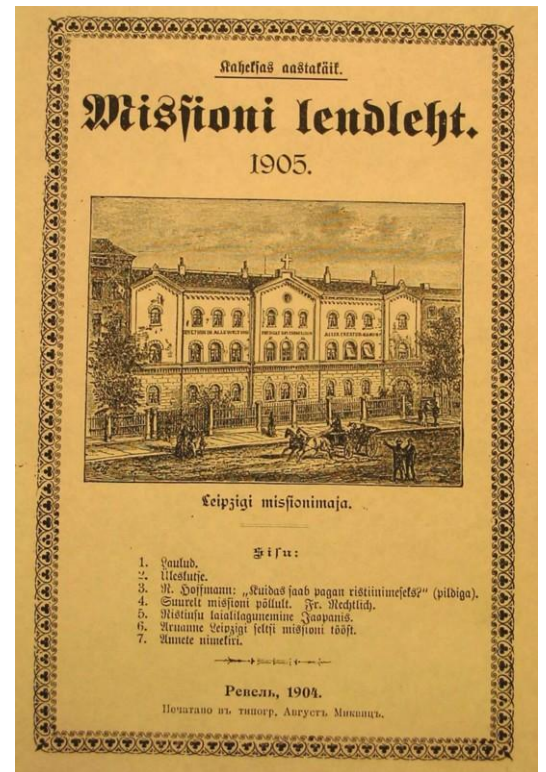 Kaheksas aastakäik.
Missioni lendleht.
1905.
Leipzigi missionimaja.
Sisu:
1. Laulud.
2. Üleskutse.
3. R. Hoffmann: „Kuidas saab pagan ristiinimeseks?" (pildiga).
4. Suurelt missioni põllult. Fr. Rechtlich.
5. Ristiusu laialilagunemine Jaapanis.
6. Aruanne Leipzigi seltsi missioni tööst.
7. Annete nimekiri.
Ревель, 1904.
Печатано въ типогр. Августъ Миквицъ.